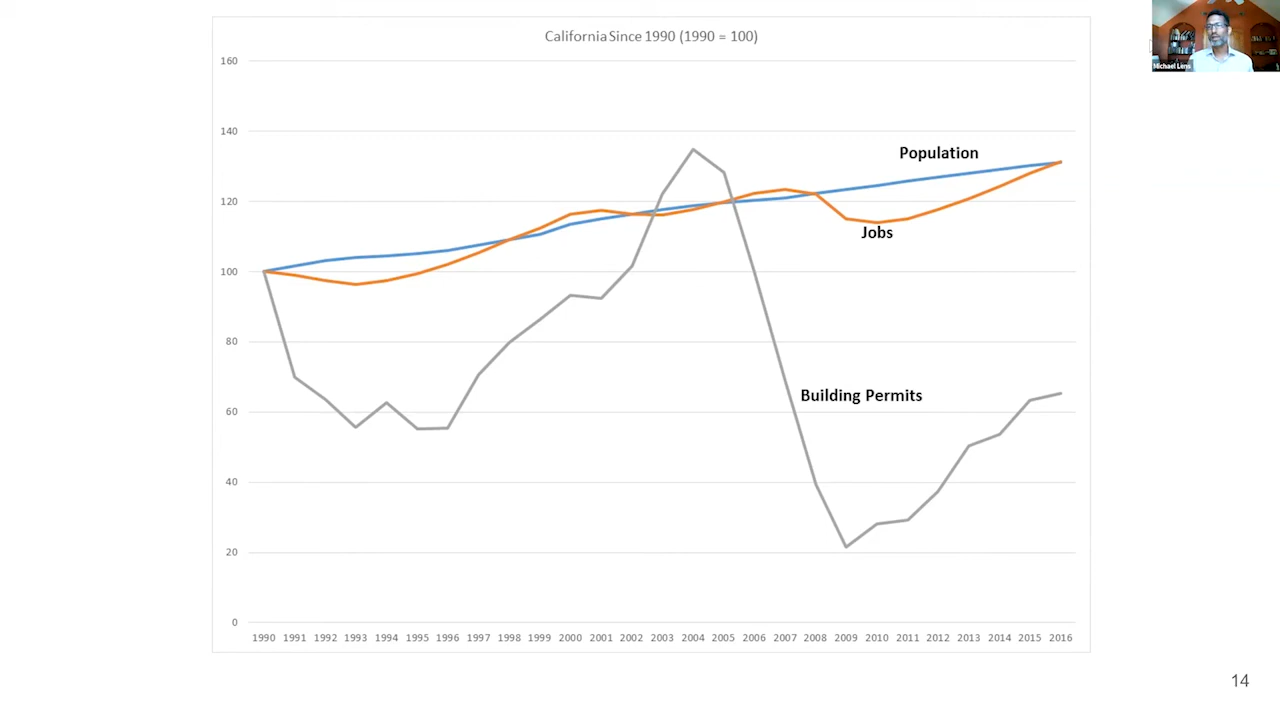 California Since 1990 (1990 = 100)
160
140
120
100
80
60
40
20
0
Population
Jobs
Building Permits
1990 1991 1992 1993 1994 1995 1996 1997 1998 1999 2000 2001 2002 2003 2004 2005 2006 2007 2008 2009 2010 2011 2012 2013 2014 2015 2016
Michael Lens
14